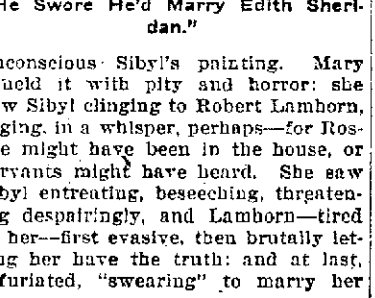 He Swore He'd Marry Edith Sheri-
dan."
nconscious Sibyl's painting. Mary
held it with pity and horror: she
w Sibyl clinging to Robert Lamhorn,
ging, in a whisper, perhaps—for Ros-
e might have been in the house, or
rvants might have heard. She saw
byl entreating, beseeching, threaten-
g despairingly, and Lamhorn—tired
her—first evasive, then brutally let-
ng her have the truth: and at last,
furiated, "swearing" to marry her